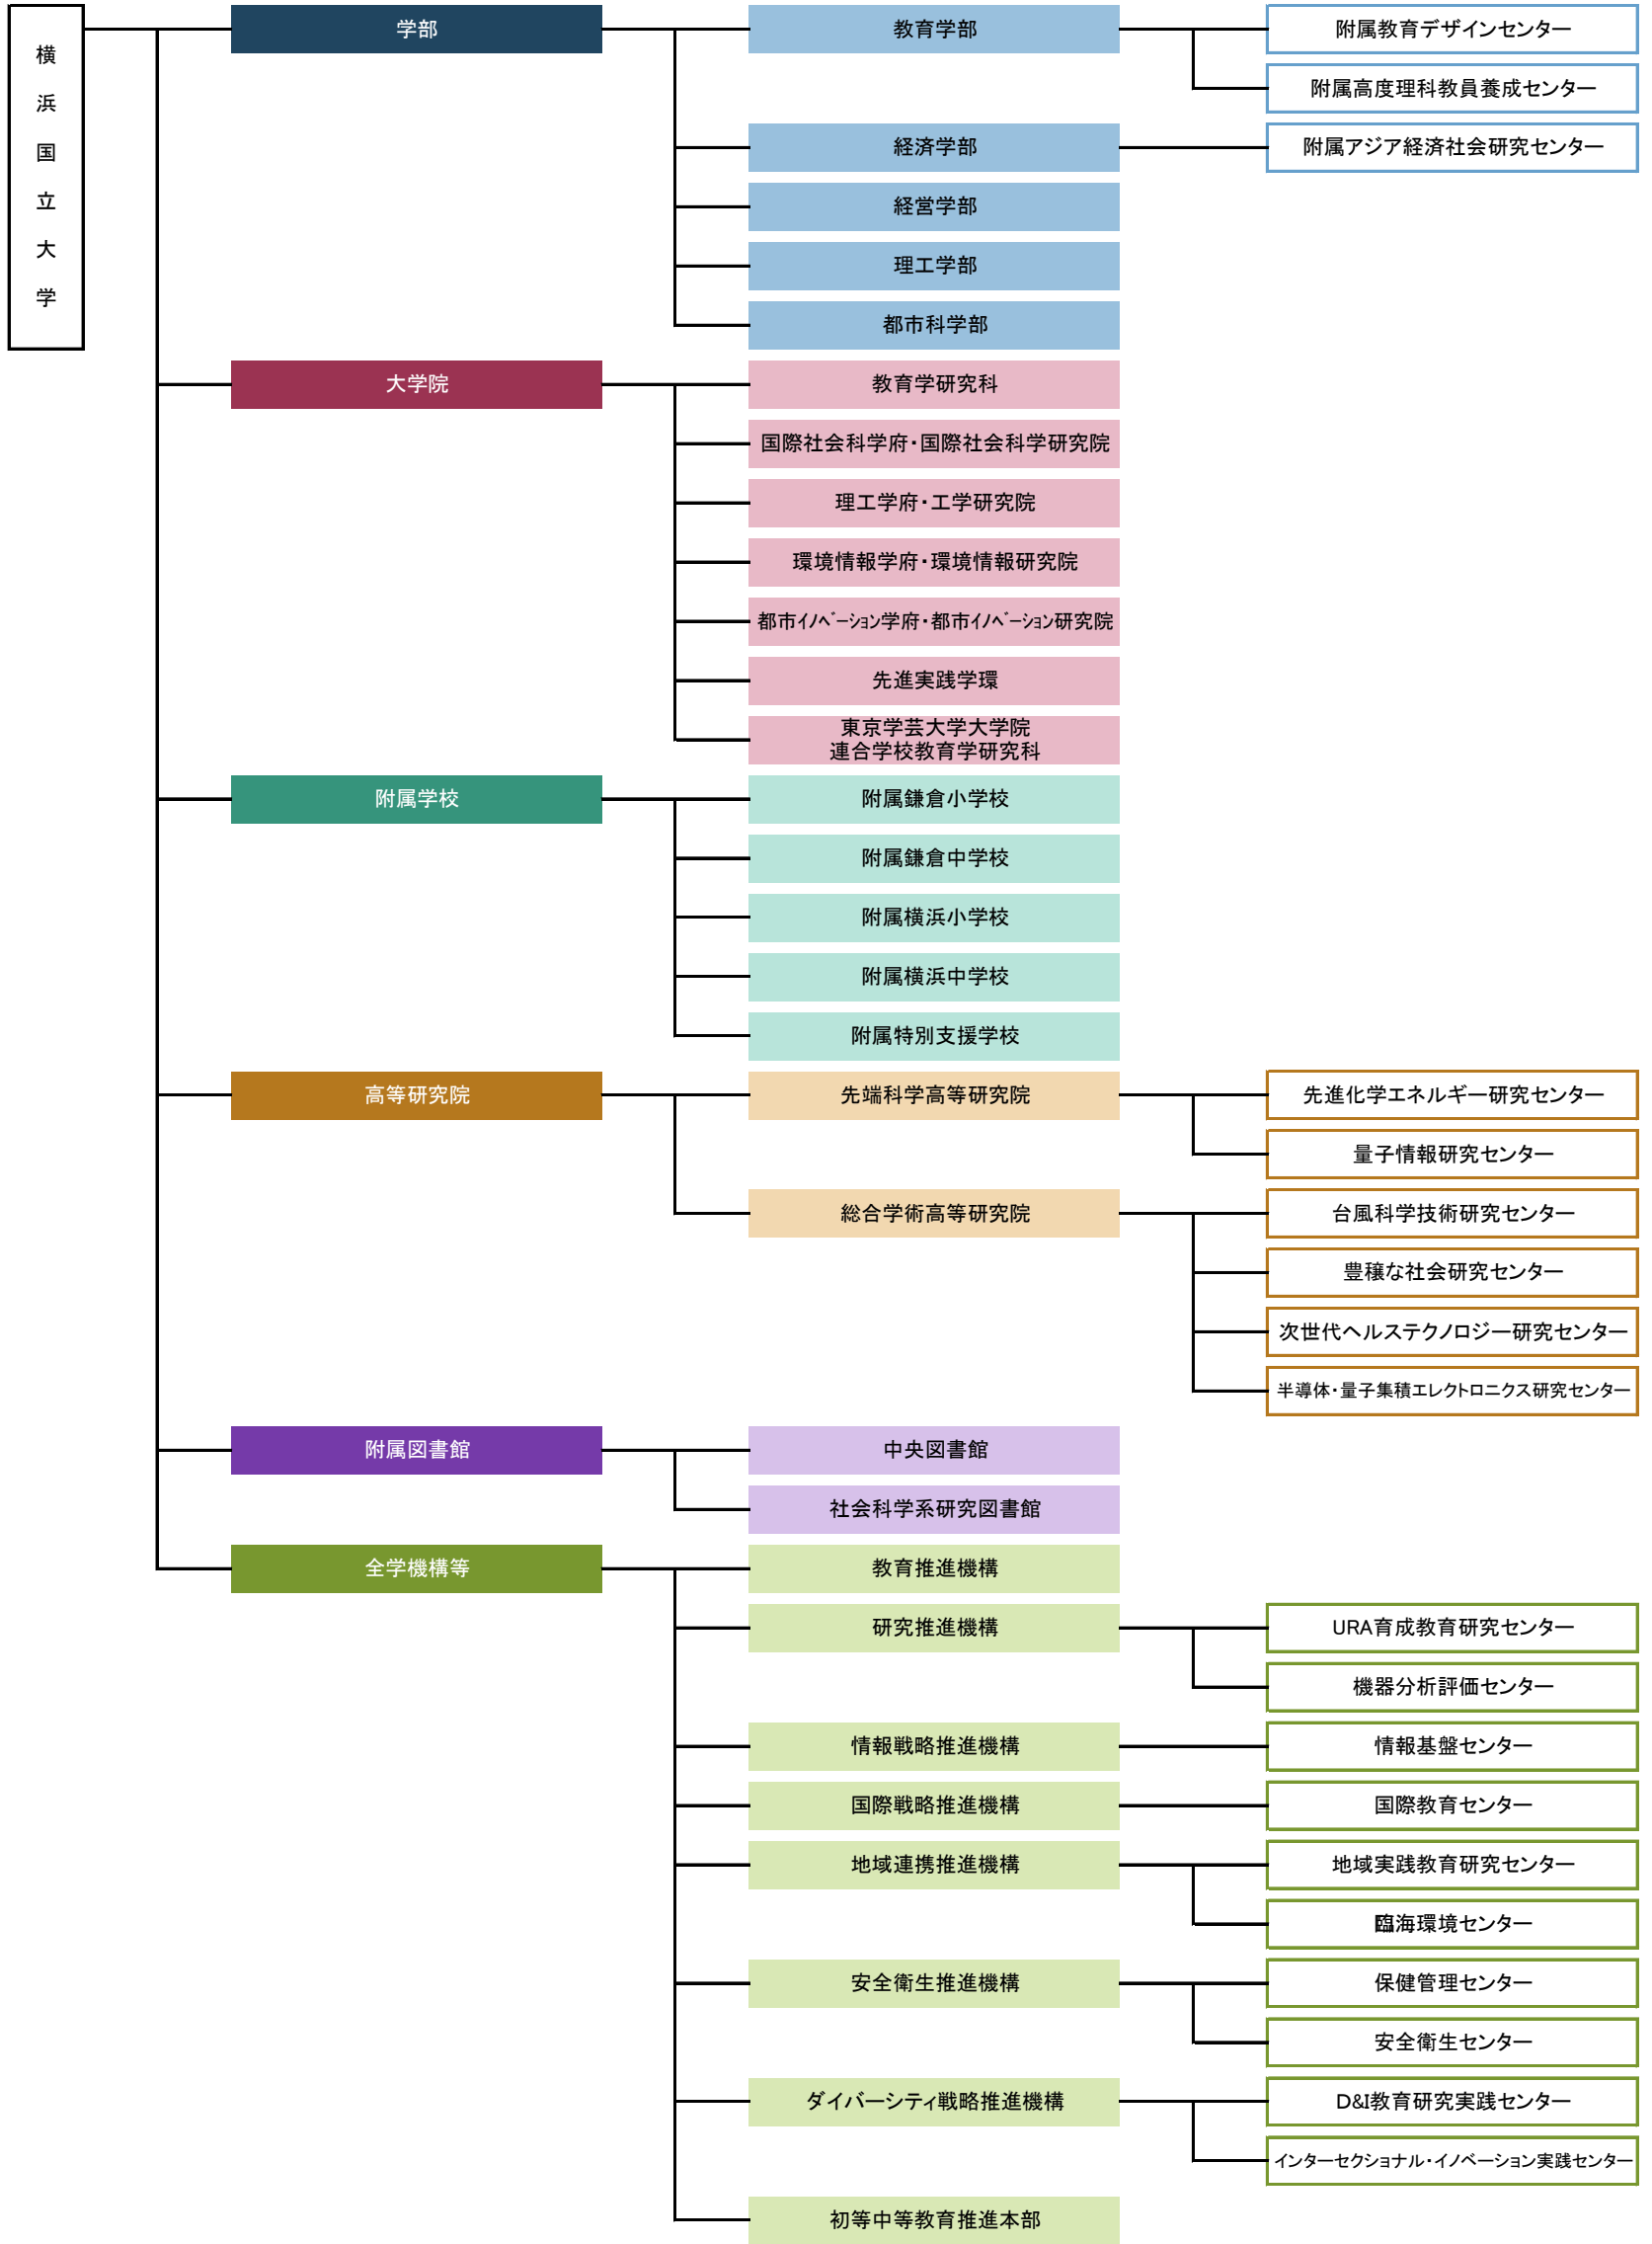 横浜国立大学
学部
教育学部
附属教育デザインセンター
附属高度理科教員養成センター
経済学部
附属アジア経済社会研究センター
経営学部
理工学部
都市科学部
大学院
教育学研究科
国際社会科学府・国際社会科学研究院
理工学府・工学研究院
環境情報学府・環境情報研究院
都市イノベーション学府・都市イノベーション研究院
先進実践学環
東京学芸大学大学院
連合学校教育学研究科
附属学校
附属鎌倉小学校
附属鎌倉中学校
附属横浜小学校
附属横浜中学校
附属特別支援学校
高等研究院
先端科学高等研究院
先進化学エネルギー研究センター
量子情報研究センター
総合学術高等研究院
台風科学技術研究センター
豊穣な社会研究センター
次世代ヘルステクノロジー研究センター
半導体・量子集積エレクトロニクス研究センター
附属図書館
中央図書館
社会科学系研究図書館
全学機構等
教育推進機構
研究推進機構
URA育成教育研究センター
機器分析評価センター
情報戦略推進機構
情報基盤センター
国際戦略推進機構
国際教育センター
地域連携推進機構
地域実践教育研究センター
臨海環境センター
安全衛生推進機構
保健管理センター
安全衛生センター
ダイバーシティ戦略推進機構
D&I教育研究実践センター
インターセクショナル・イノベーション実践センター
初等中等教育推進本部